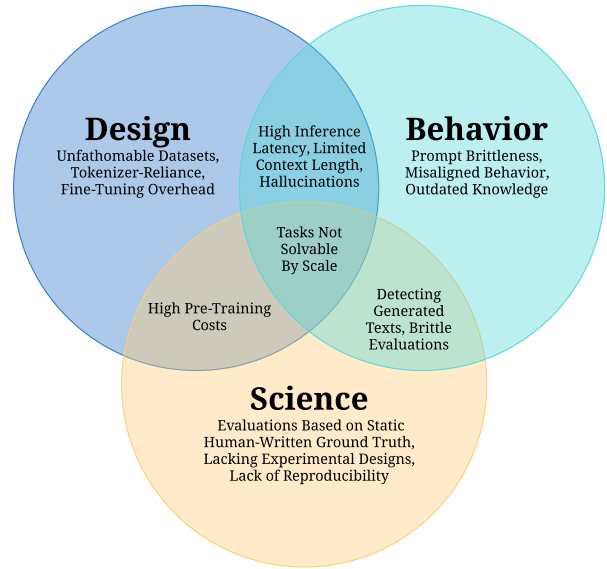 Design
Unfathomable Datasets,
Tokenizer-Reliance,
Fine-Tuning Overhead
High Inference
Latency, Limited
Context Length,
Hallucinations
Behavior
Prompt Brittleness,
Misaligned Behavior,
Outdated Knowledge
Tasks Not
Solvable
By Scale
High Pre-Training
Costs
Detecting
Generated
Texts, Brittle
Evaluations
Science
Evaluations Based on Static
Human-Written Ground Truth,
Lacking Experimental Designs,
Lack of Reproducibility